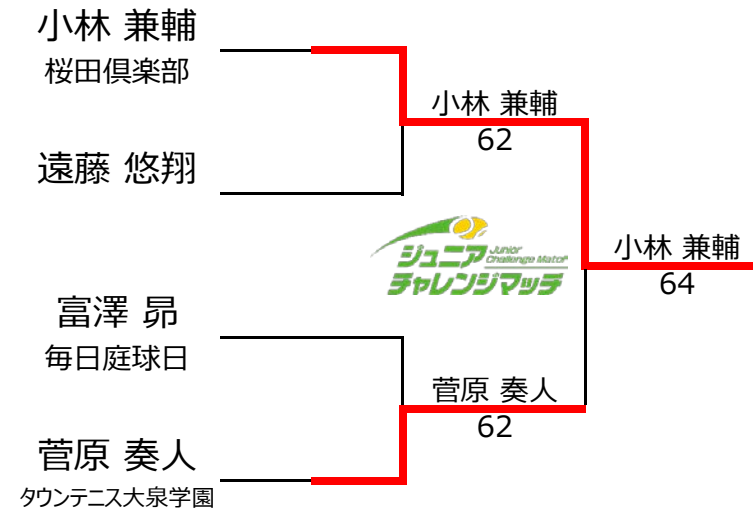 小林 兼輔
桜田倶楽部
小林 兼輔
62
遠藤 悠翔
ジュニア
Junior
Challenge Match
チャレンジマッチ
小林 兼輔
64
富澤 昴
毎日庭球日
菅原 奏人
62
菅原 奏人
タウンテニス大泉学園